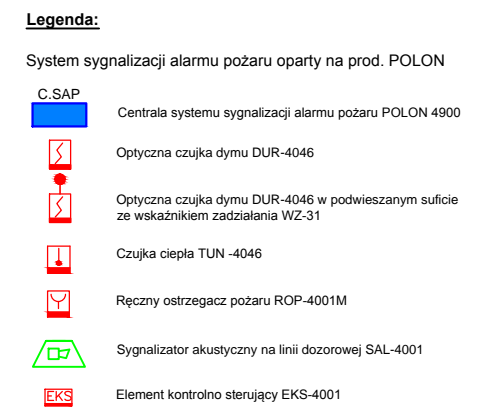 Legenda:
System sygnalizacji alarmu pożaru oparty na prod. POLON
C.SAP
Centrala systemu sygnalizacji alarmu pożaru POLON 4900
Optyczna czujka dymu DUR-4046
Optyczna czujka dymu DUR-4046 w podwieszanym suficie
ze wskaźnikiem zadziałania WZ-31
Czujka ciepła TUN -4046
Ręczny ostrzegacz pożaru ROP-4001M
Sygnalizator akustyczny na linii dozorowej SAL-4001
EKS
Element kontrolno sterujący EKS-4001